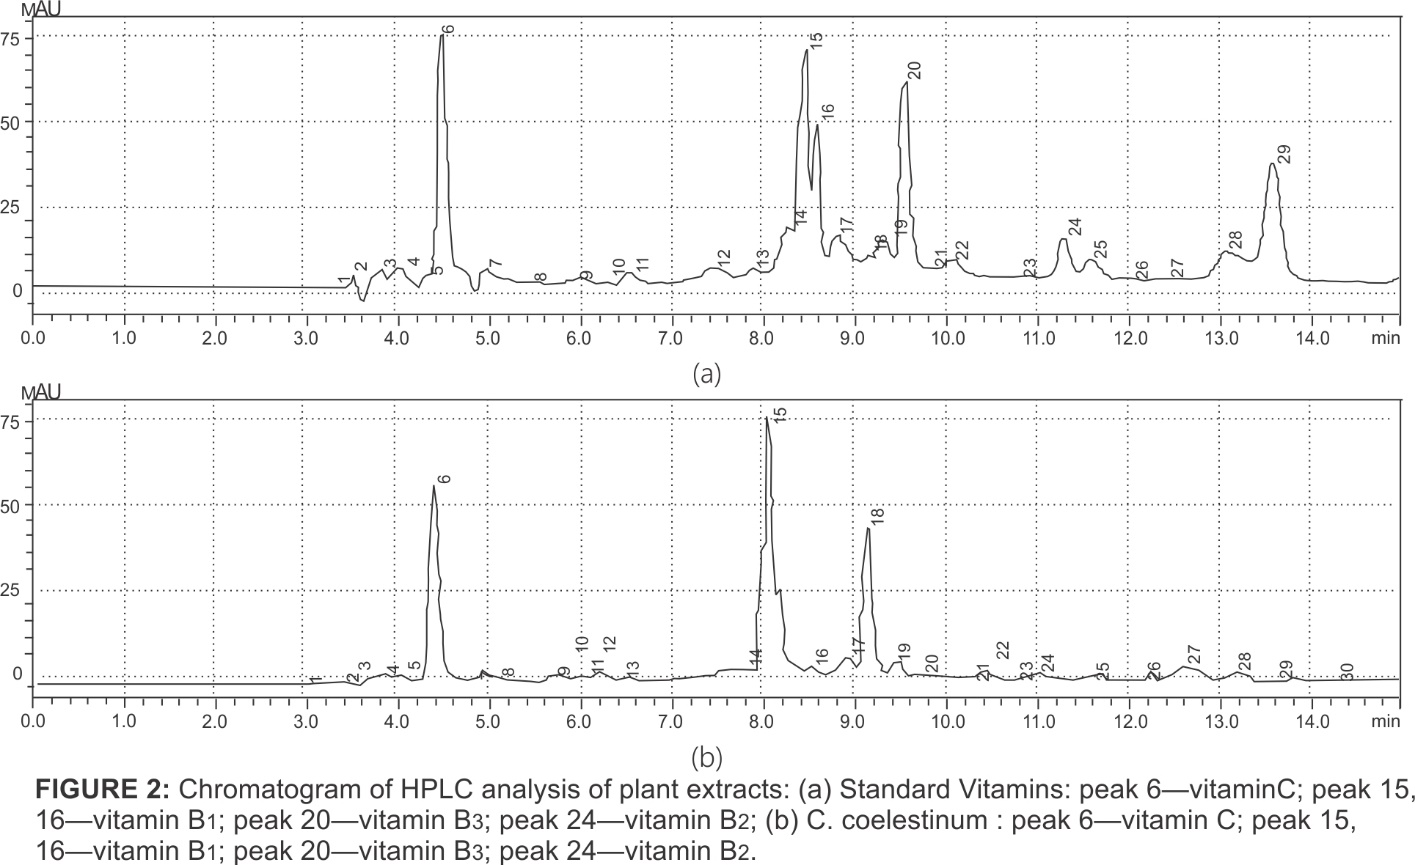 MAU
75
50
25
0
1 2 3 4 5 6 7 8 9 10 11 12 13 14 15 16 17 18 19 20 21 22 23 24 25 26 27 28 29
0.0 1.0 2.0 3.0 4.0 5.0 6.0 7.0 8.0 9.0 10.0 11.0 12.0 13.0 14.0 min
(a)
MAU
75
50
25
0
1 2 3 4 5 6 8 9 10 11 12 13 14 15 16 17 18 19 20 21 22 23 24 25 26 27 28 29 30
0.0 1.0 2.0 3.0 4.0 5.0 6.0 7.0 8.0 9.0 10.0 11.0 12.0 13.0 14.0 min
(b)
FIGURE 2: Chromatogram of HPLC analysis of plant extracts: (a) Standard Vitamins: peak 6—vitaminC; peak 15,
16—vitamin B1; peak 20—vitamin B3; peak 24—vitamin B2; (b) C. coelestinum : peak 6—vitamin C; peak 15,
16—vitamin B1; peak 20—vitamin B3; peak 24—vitamin B2.